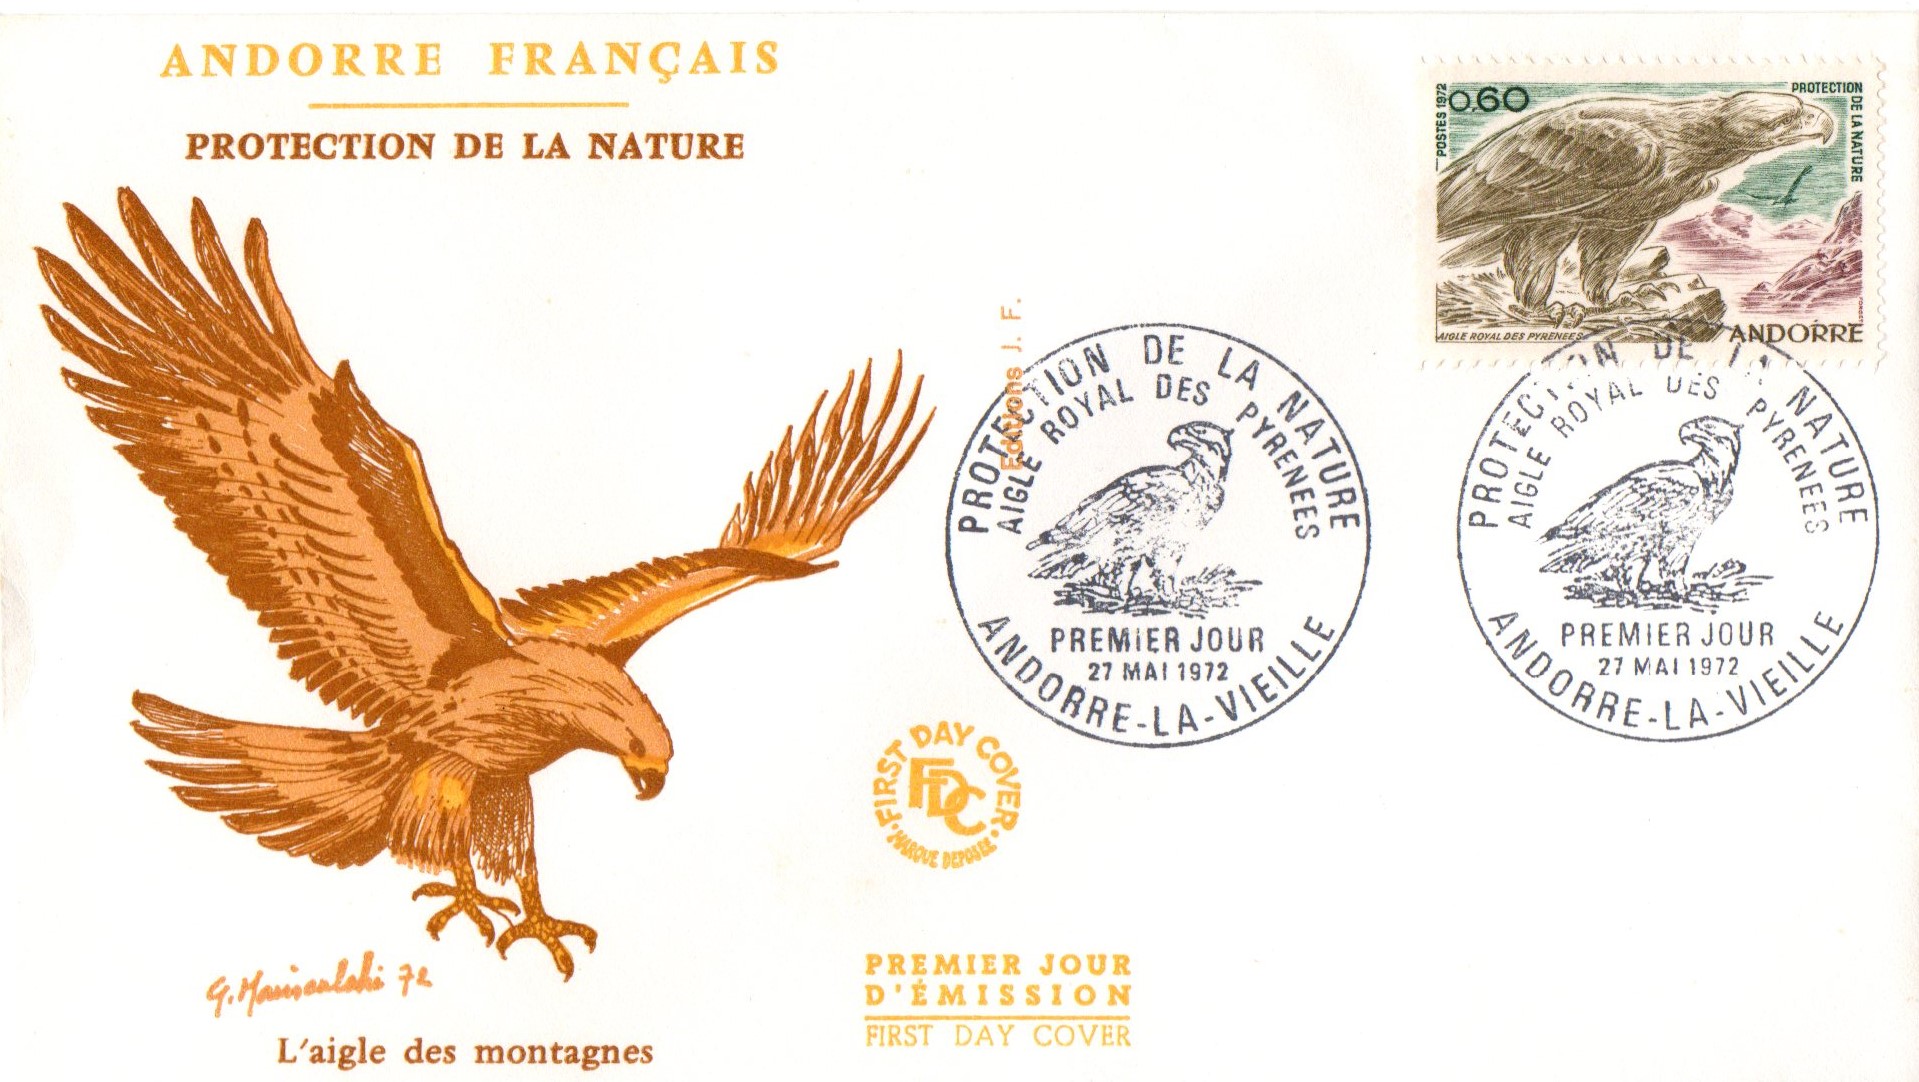 ANDORRE FRANÇAIS
PROTECTION DE LA NATURE
POSTES 1972
0,60
PROTECTION DE LA NATURE
AIGLE ROYAL DES PYRENEES
ANDORRE
Editions J. F.
PROTECTION DE LA NATURE
AIGLE ROYAL DES PYRENEES
PREMIER JOUR
27 MAI 1972
ANDORRE-LA-VIEILLE
PROTECTION DE LA NATURE
AIGLE ROYAL DES PYRENEES
PREMIER JOUR
27 MAI 1972
ANDORRE-LA-VIEILLE
FIRST DAY COVER
FDC
MARQUE DEPOSEE
PREMIER JOUR
D'ÉMISSION
FIRST DAY COVER
72
L'aigle des montagnes